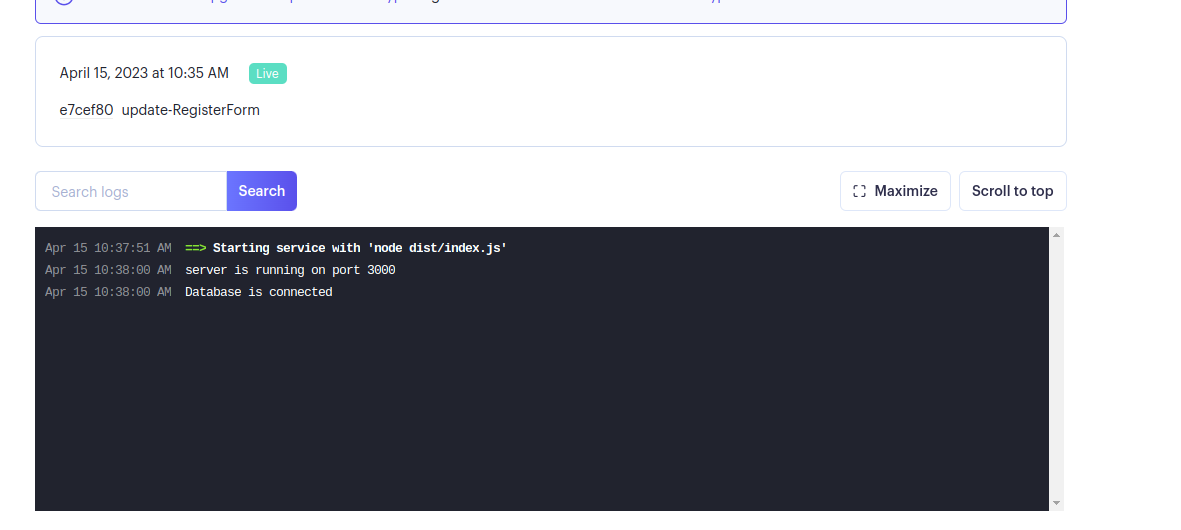 April 15, 2023 at 10:35 AM Live
e7cef80 update-RegisterForm
Search logs Search Maximize Scroll to top
Apr 15 10:37:51 AM ==> Starting service with 'node dist/index.js'
Apr 15 10:38:00 AM server is running on port 3000
Apr 15 10:38:00 AM Database is connected